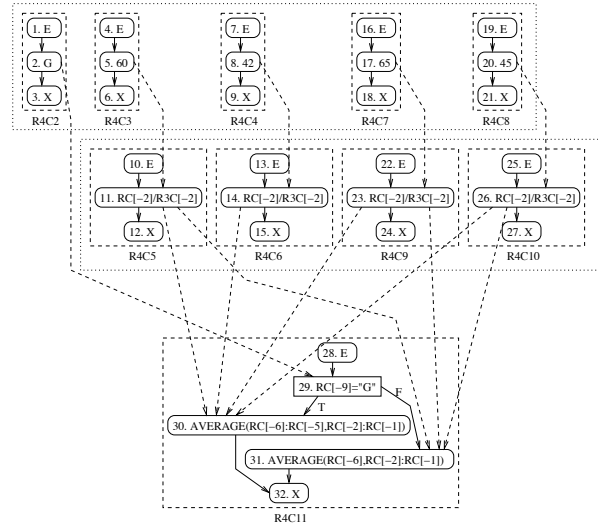 1. E
4. E
7. E
16. E
19. E
2. G
5. 60
8. 42
17. 65
20. 45
3. X
6. X
9. X
18. X
21. X
R4C2
R4C3
R4C4
R4C7
R4C8
10. E
13. E
22. E
25. E
11. RC[−2]/R3C[−2]
14. RC[−2]/R3C[−2]
23. RC[−2]/R3C[−2]
26. RC[−2]/R3C[−2]
12. X
15. X
24. X
27. X
R4C5
R4C6
R4C9
R4C10
28. E
29. RC[−9]="G"
F
T
30. AVERAGE(RC[−6]:RC[−5],RC[−2]:RC[−1])
31. AVERAGE(RC[−6],RC[−2]:RC[−1])
32. X
R4C11